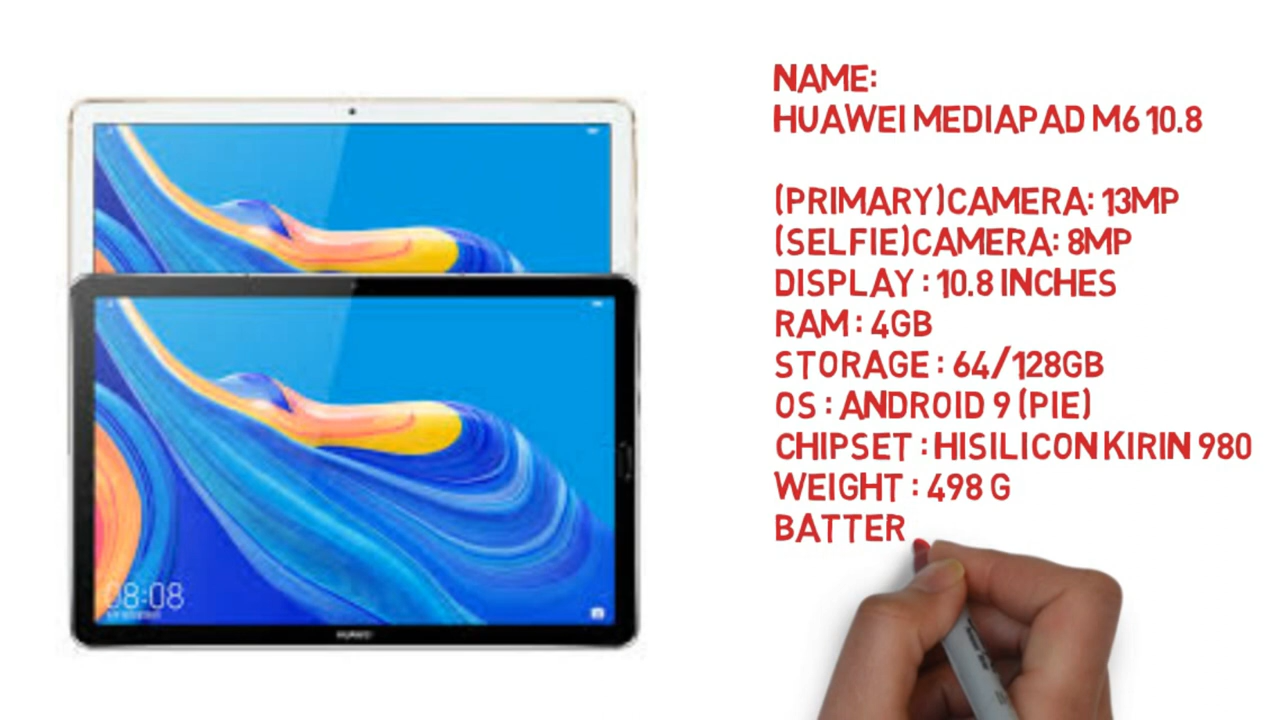 NAME:
HUAWEI MEDIAPAD M6 10.8
(PRIMARY)CAMERA: 13MP
(SELFIE)CAMERA: 8MP
DISPLAY : 10.8 INCHES
RAM : 4GB
STORAGE : 64/128GB
OS : ANDROID 9 (PIE)
CHIPSET : HISILICON KIRIN 980
WEIGHT : 498 G
BATTER
08:08
HUAWEI